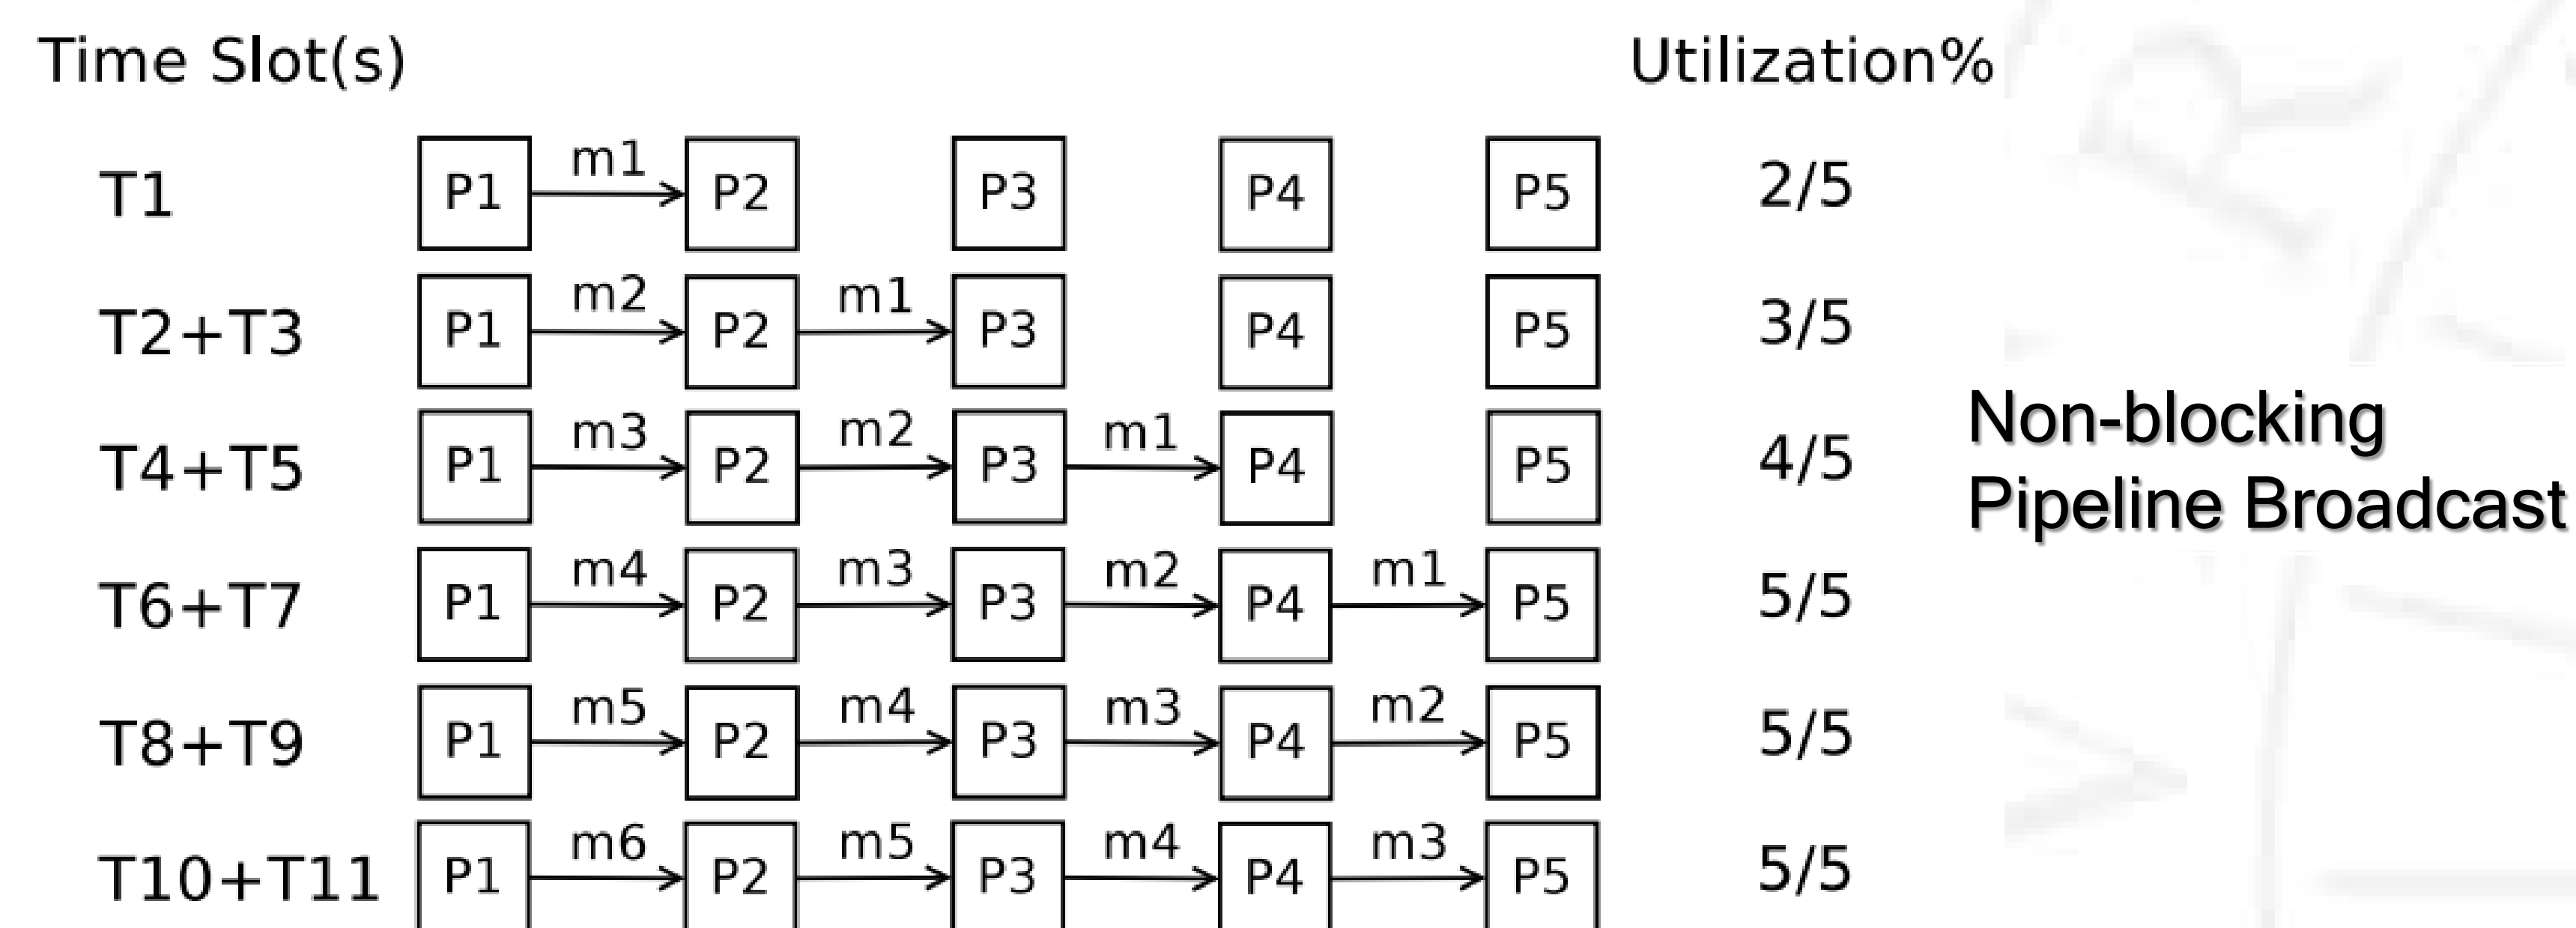 Time Slot(s) Utilization%
T1 P1 m1 P2 P3 P4 P5 2/5
T2+T3 P1 m2 P2 m1 P3 P4 P5 3/5
T4+T5 P1 m3 P2 m2 P3 m1 P4 P5 4/5
Non-blocking
Pipeline Broadcast
T6+T7 P1 m4 P2 m3 P3 m2 P4 m1 P5 5/5
T8+T9 P1 m5 P2 m4 P3 m3 P4 m2 P5 5/5
T10+T11 P1 m6 P2 m5 P3 m4 P4 m3 P5 5/5